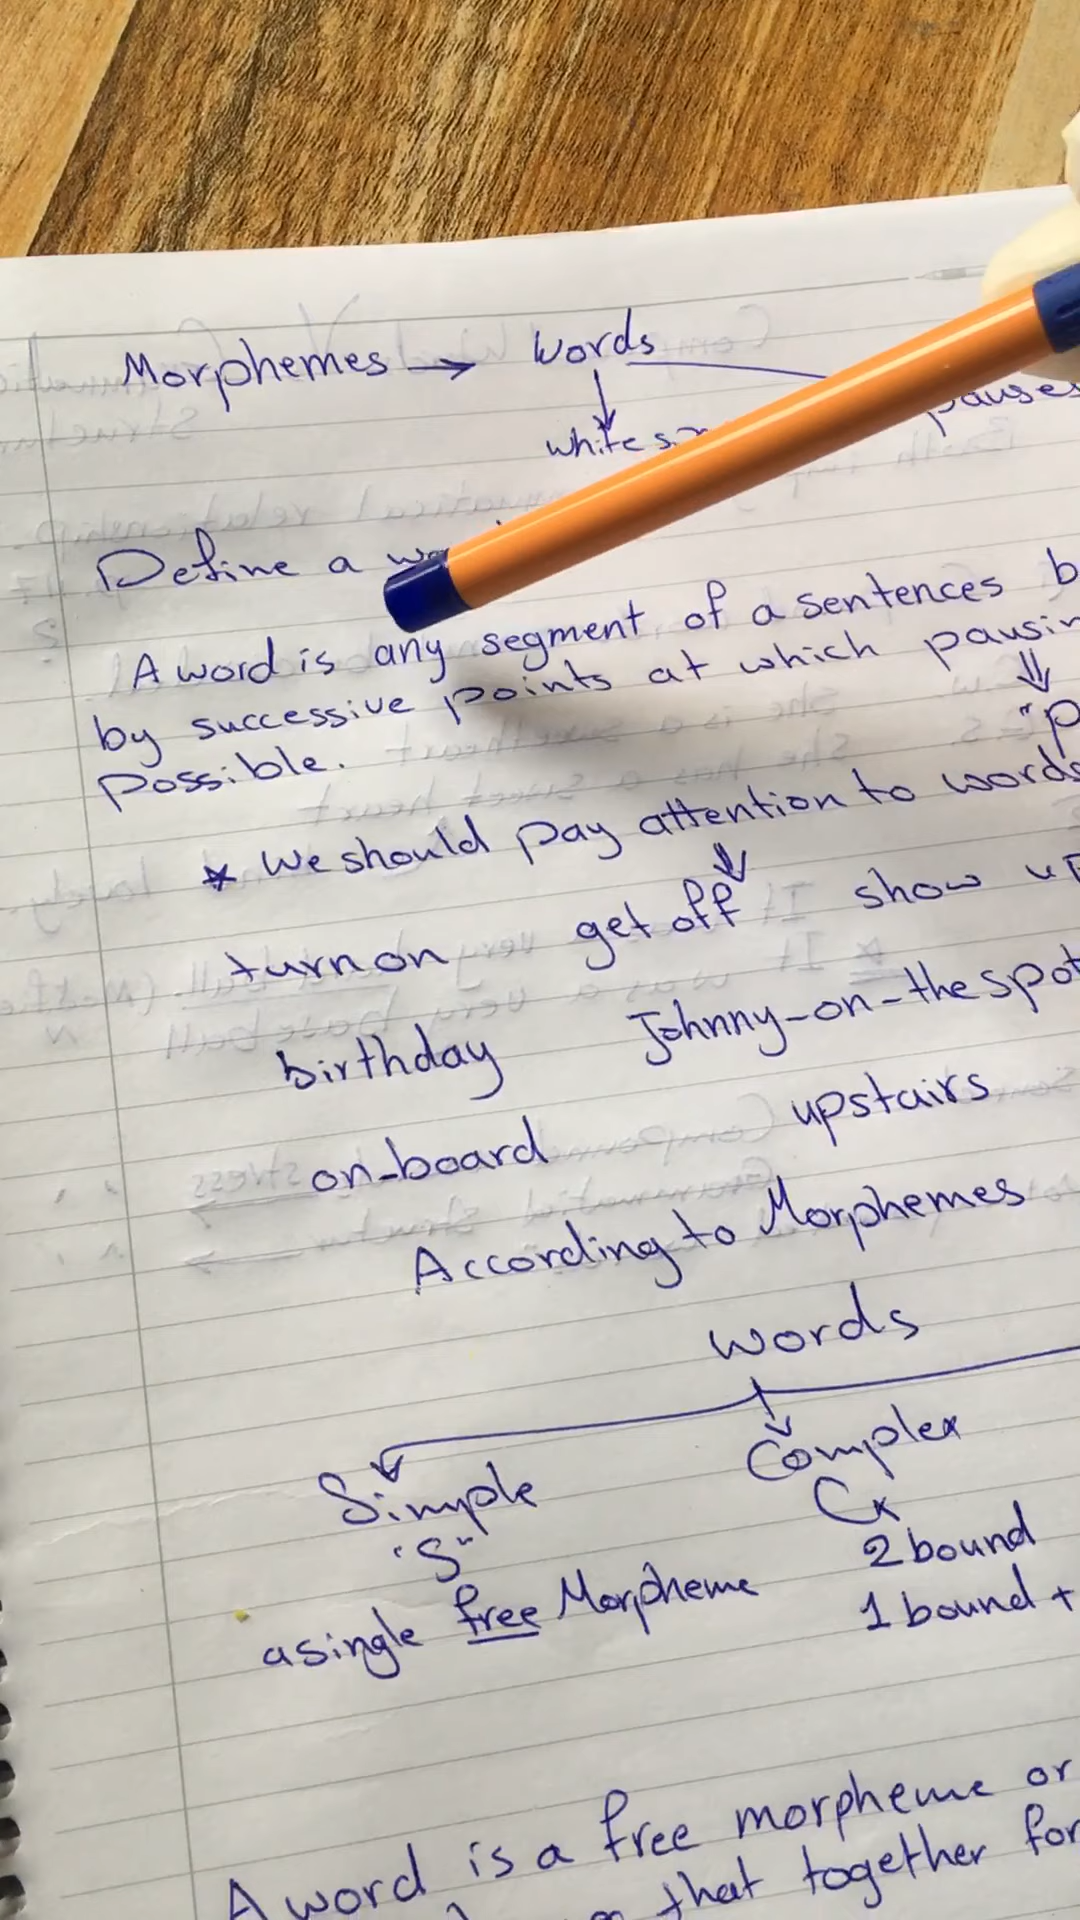 Morphemes → Words
pauses
white
Define a
A word is any segment of a sentences
by successive points at which
possible.
* We should pay attention to words
turn on get off show up
birthday Johnny-on-the spot
on-board upstairs
According to Morphemes
words
Simple Complex
"S" Cx
a single free Morpheme 2 bound
1 bound +
A word is a free morpheme or
that together